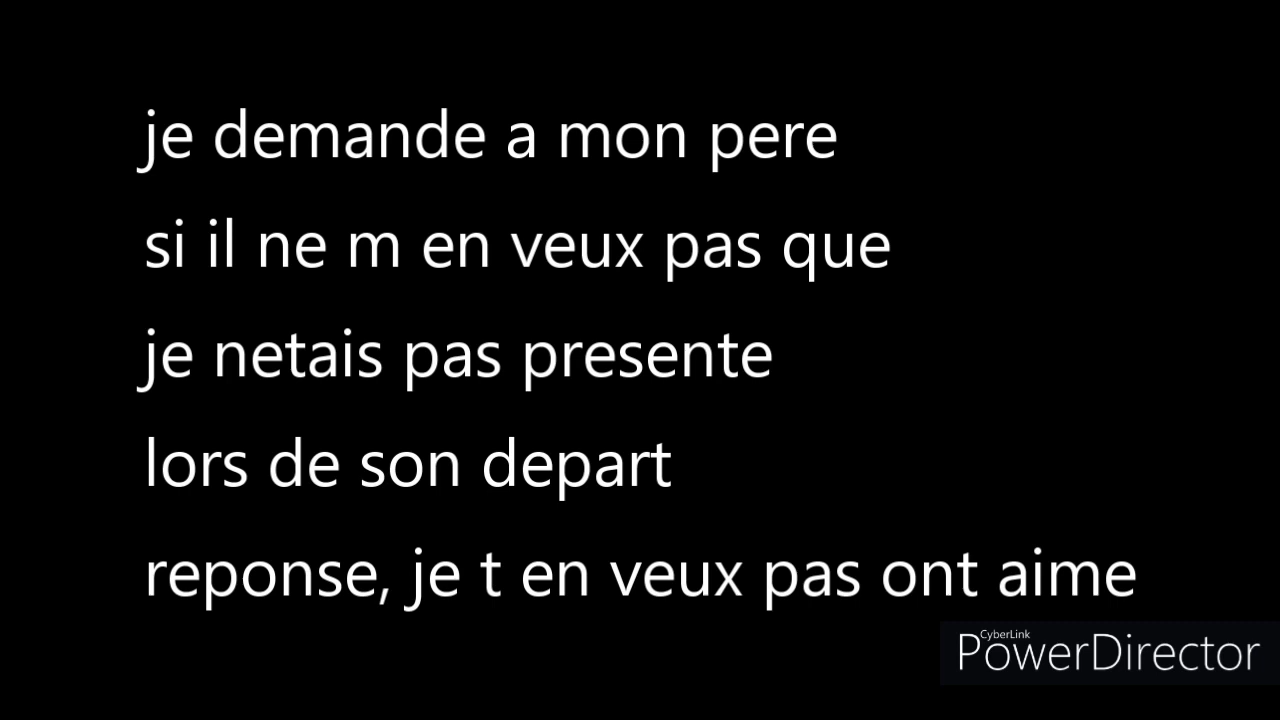 je demande a mon pere
si il ne m en veux pas que
je netais pas presente
lors de son depart
reponse, je t en veux pas ont aime
CyberLink
PowerDirector